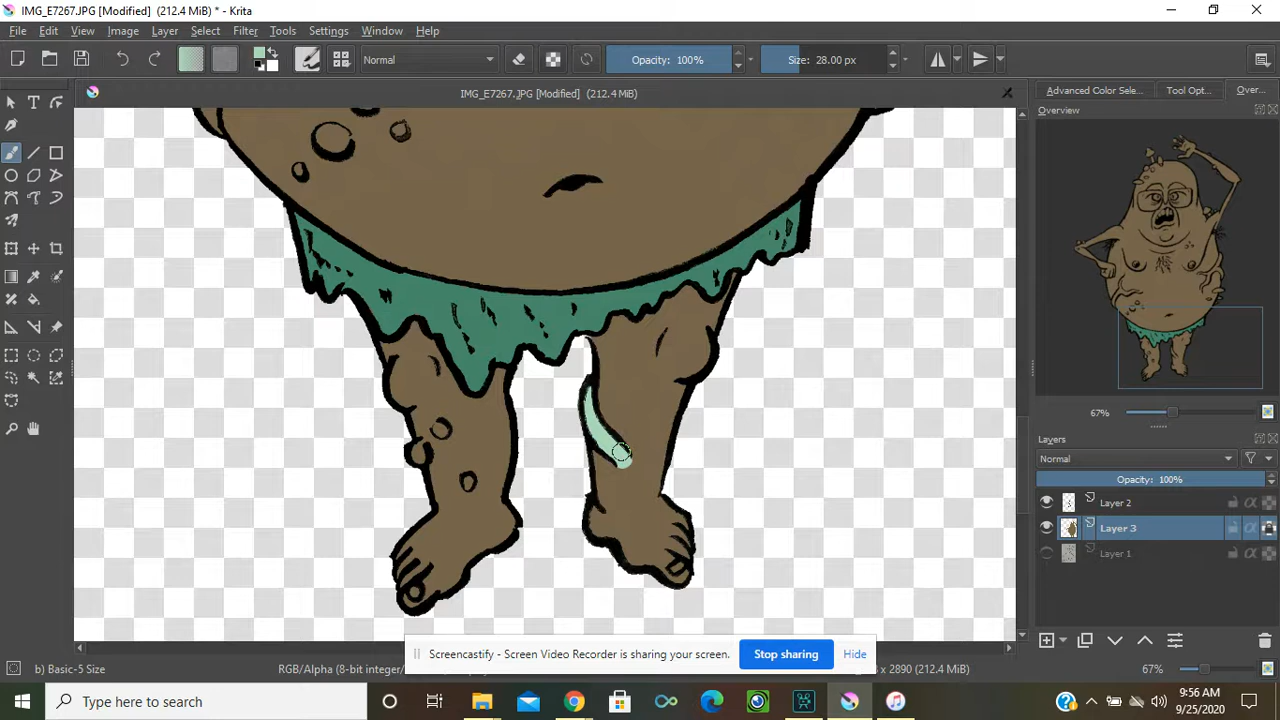 IMG_E7267.JPG [Modified] (212.4 MiB) * - Krita
File Edit View Image Layer Select Filter Tools Settings Window Help
Normal
Opacity: 100%
Size: 28.00 px
IMG_E7267.JPG [Modified] (212.4 MiB)
Advanced Color Sele... Tool Opt... Over...
Overview
67%
Layers
Normal
Opacity: 100%
Layer 2
Layer 3
Layer 1
Screencastify - Screen Video Recorder is sharing your screen. Stop sharing Hide
b) Basic-5 Size
RGB/Alpha (8-bit integer/
2890 (212.4 MiB)
67%
Type here to search
9:56 AM
9/25/2020